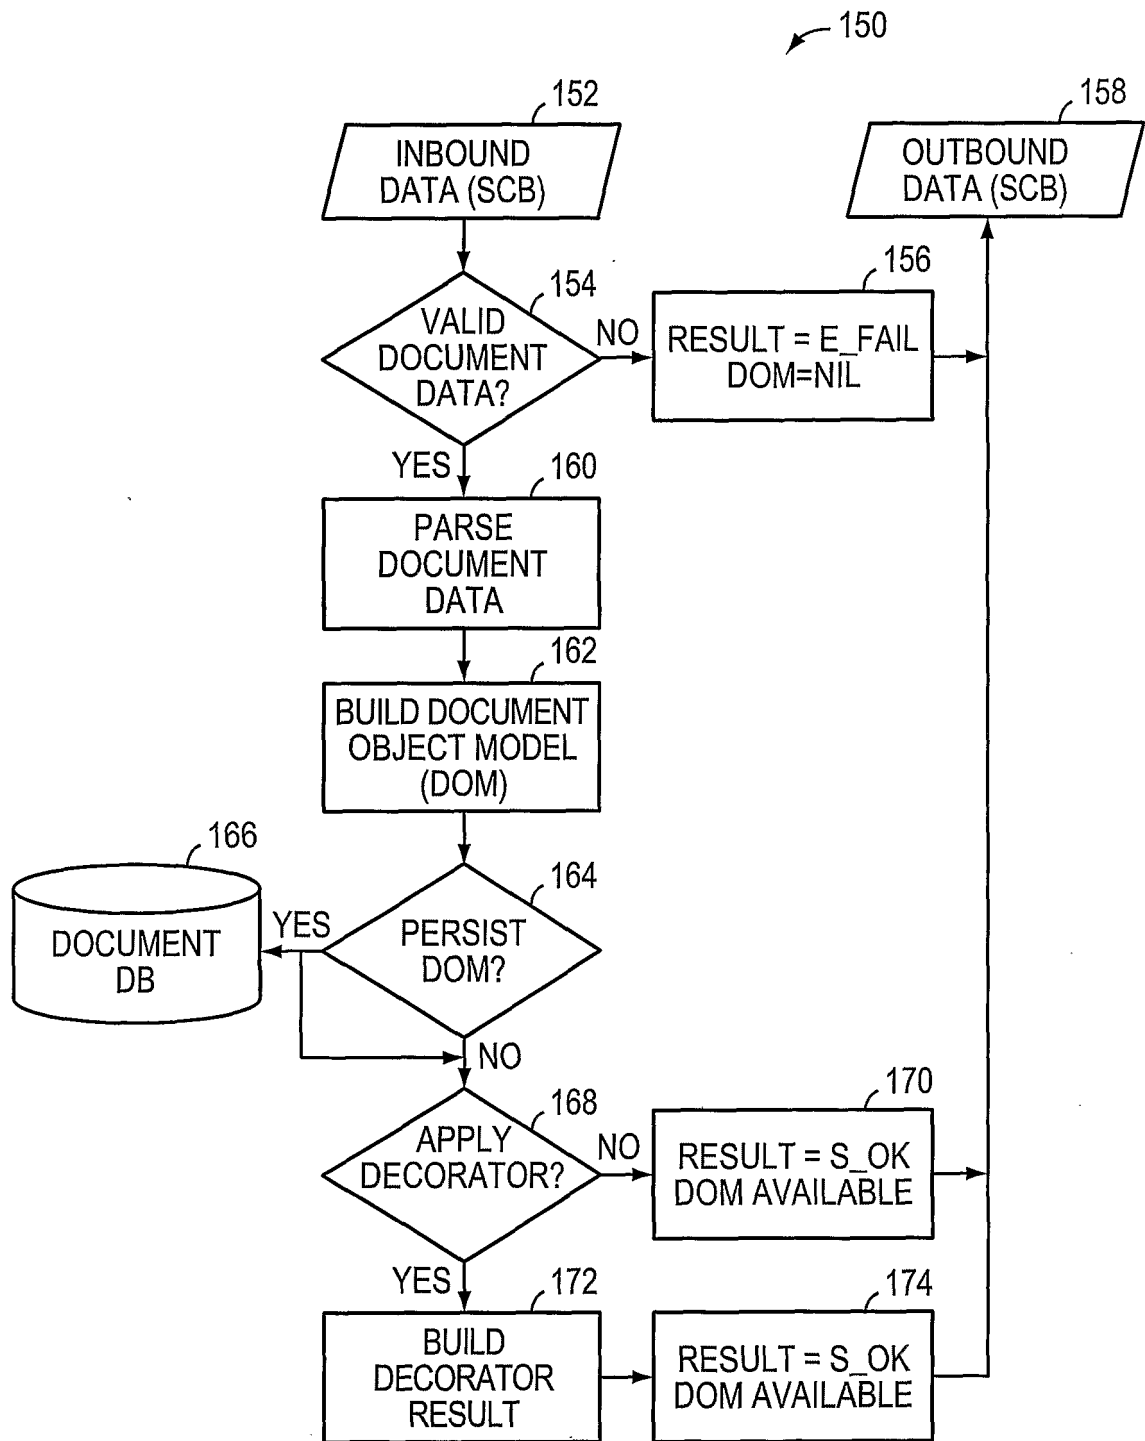 150
152
INBOUND
DATA (SCB)
158
OUTBOUND
DATA (SCB)
154
VALID
DOCUMENT
DATA?
NO
156
RESULT = E_FAIL
DOM=NIL
YES
160
PARSE
DOCUMENT
DATA
162
BUILD DOCUMENT
OBJECT MODEL
(DOM)
166
DOCUMENT
DB
YES
164
PERSIST
DOM?
NO
168
APPLY
DECORATOR?
NO
170
RESULT = S_OK
DOM AVAILABLE
YES
172
BUILD
DECORATOR
RESULT
174
RESULT = S_OK
DOM AVAILABLE